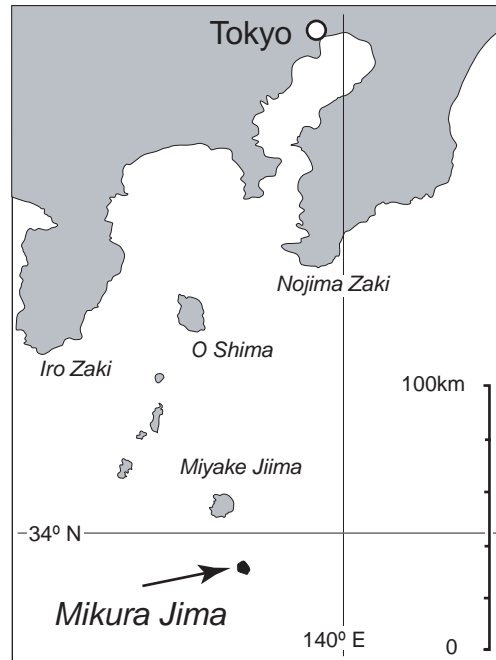 Tokyo
Nojima Zaki
O Shima
Iro Zaki
100km
Miyake Jiima
34º N
Mikura Jima
140º E
0